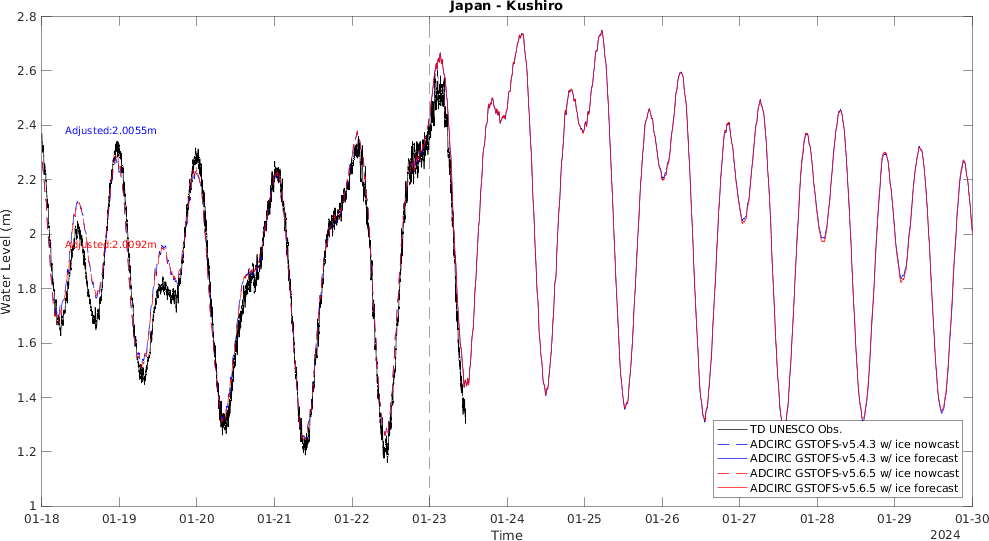 Japan - Kushiro
2.8
2.6
2.4
2.2
2
1.8
1.6
1.4
1.2
1
Water Level (m)
Adjusted:2.0055m
Adjusted:2.0092m
TD UNESCO Obs.
ADCIRC GSTOFS-v5.4.3 w/ ice nowcast
ADCIRC GSTOFS-v5.4.3 w/ ice forecast
ADCIRC GSTOFS-v5.6.5 w/ ice nowcast
ADCIRC GSTOFS-v5.6.5 w/ ice forecast
01-18 01-19 01-20 01-21 01-22 01-23 01-24 01-25 01-26 01-27 01-28 01-29 01-30
Time
2024